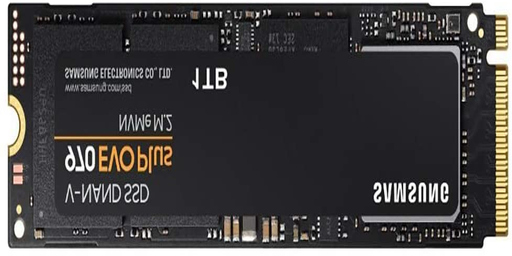 V-NAND SSD
970 EVO Plus
NVMe M.2
www.samsung.com/ssd
SAMSUNG ELECTRONICS CO., LTD.
1TB
SAMSUNG